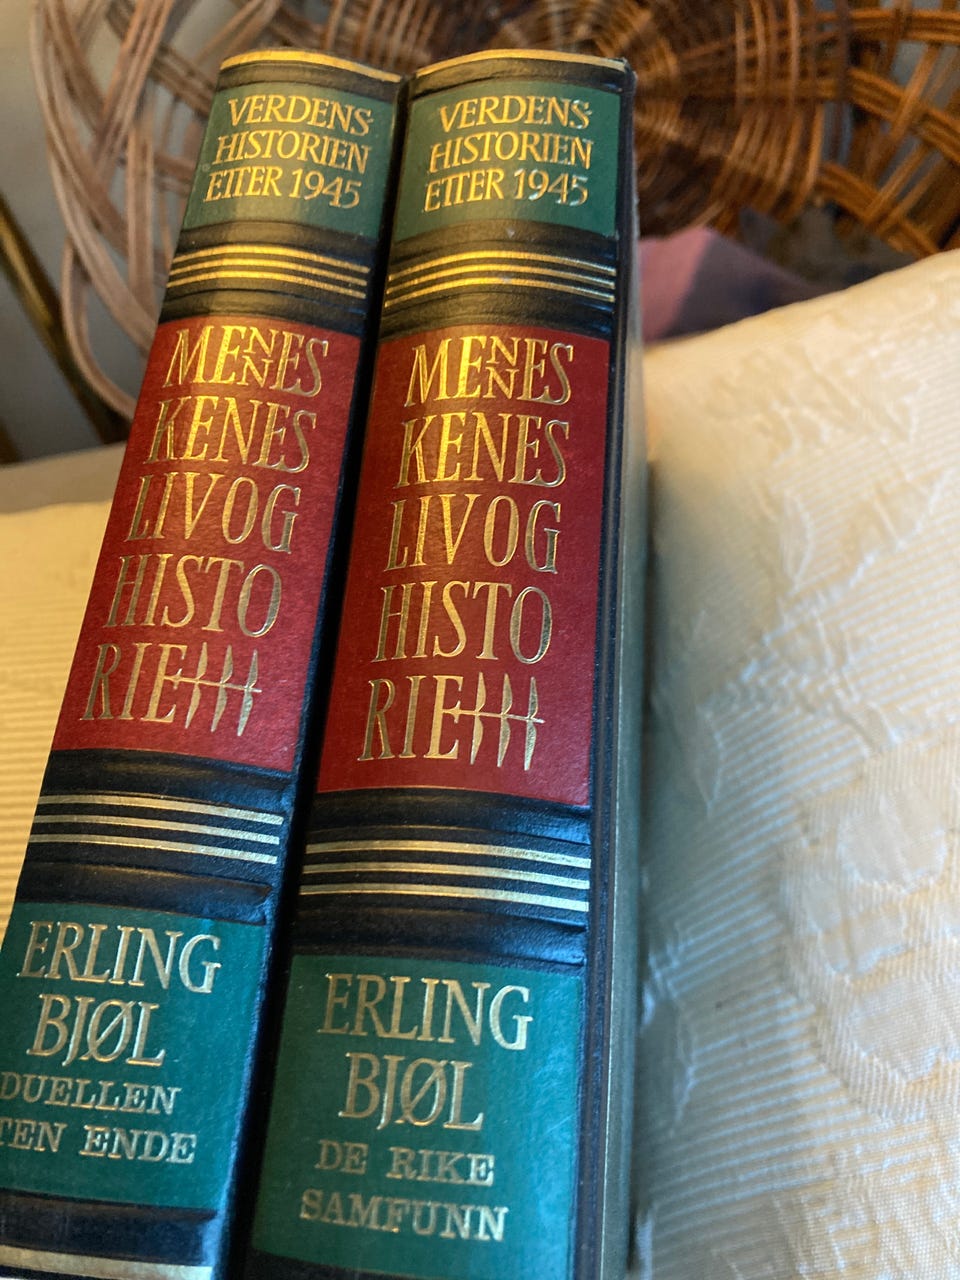 VERDENS-
HISTORIEN
ETTER 1945
MENNES
KENES
LIV OG
HISTO
RIE
ERLING
BJØL
DUELLEN
ENDE
VERDENS-
HISTORIEN
ETTER 1945
MENNES
KENES
LIV OG
HISTO
RIE
ERLING
BJØL
DE RIKE
SAMFUNN